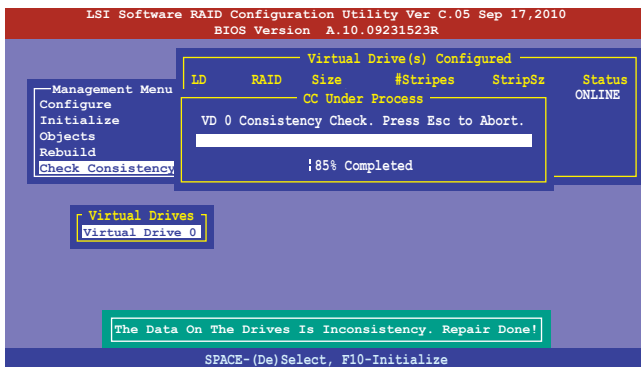 LSI Software RAID Configuration Utility Ver C.05 Sep 17,2010
BIOS Version A.10.09231523R
Virtual Drive(s) Configured
LD RAID Size #Stripes StripSz Status
ONLINE
Management Menu
Configure
Initialize
Objects
Rebuild
Check Consistency
CC Under Process
VD 0 Consistency Check. Press Esc to Abort.
85% Completed
Virtual Drives
Virtual Drive 0
The Data On The Drives Is Inconsistency. Repair Done!
SPACE-(De)Select, F10-Initialize